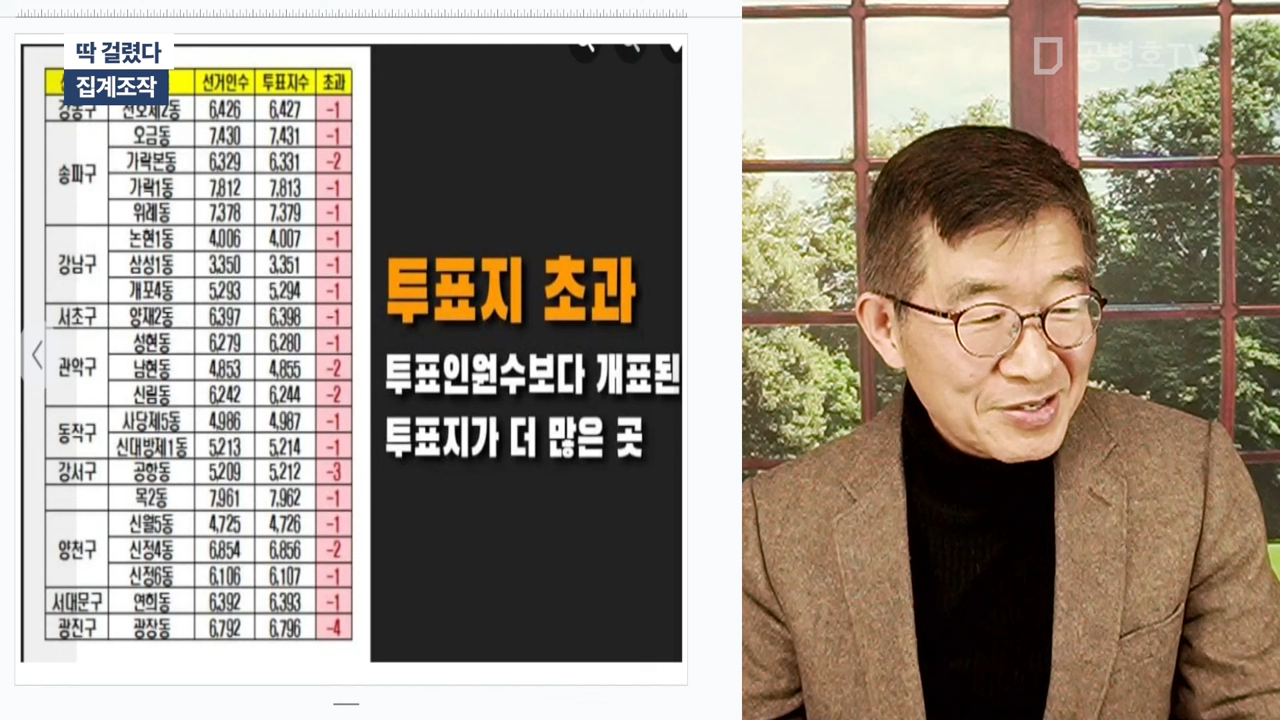 딱 걸렸다
집계조작
선거인수 투표지수 초과
강동구 천호제2동 6,426 6,427 -1
송파구 오금동 7,430 7,431 -1
가락본동 6,329 6,331 -2
가락1동 7,812 7,813 -1
위례동 7,378 7,379 -1
강남구 논현1동 4,006 4,007 -1
삼성1동 3,350 3,351 -1
개포4동 5,293 5,294 -1
서초구 양재2동 6,397 6,398 -1
관악구 성현동 6,279 6,280 -1
남현동 4,853 4,855 -2
신림동 6,242 6,244 -2
동작구 사당제5동 4,986 4,987 -1
신대방제1동 5,213 5,214 -1
강서구 공항동 5,209 5,212 -3
목2동 7,961 7,962 -1
양천구 신월5동 4,725 4,726 -1
신정4동 6,854 6,856 -2
신정6동 6,106 6,107 -1
서대문구 연희동 6,392 6,393 -1
광진구 광장동 6,792 6,796 -4
투표지 초과
투표인원수보다 개표된
투표지가 더 많은 곳
공병호TV